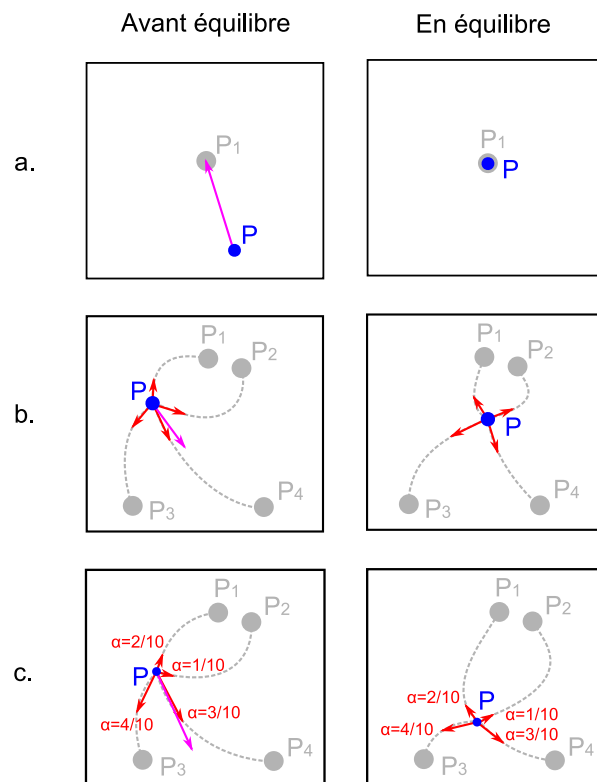 Avant équilibre
En équilibre
a.
P1
P
P1
P
b.
P1
P2
P
P3
P4
P1
P2
P
P3
P4
c.
P1
P2
α=2/10
P
α=1/10
α=4/10
α=3/10
P3
P4
P1
P2
α=2/10
P
α=1/10
α=4/10
α=3/10
P3
P4